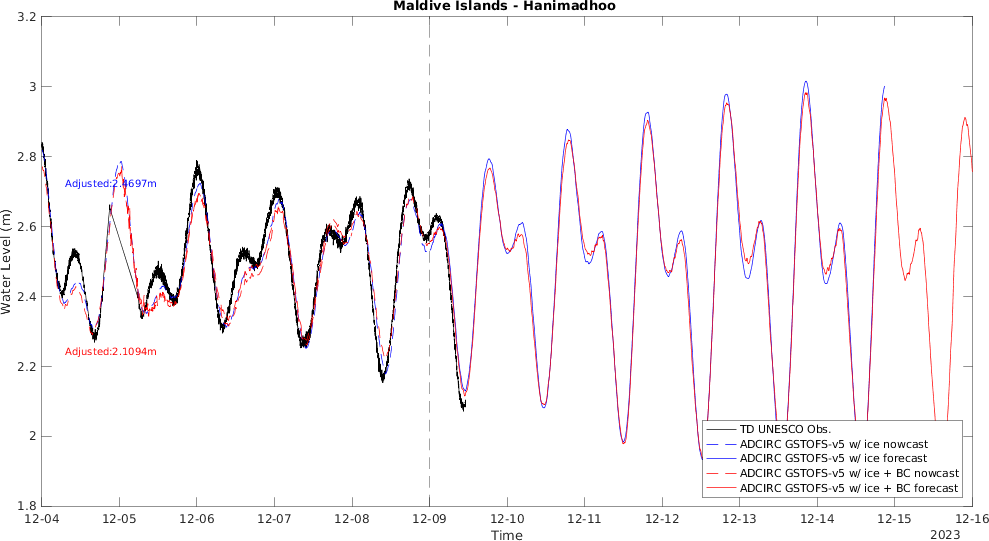 Maldive Islands - Hanimadhoo
3.2
3
2.8
2.6
2.4
2.2
2
1.8
Water Level (m)
Adjusted:2.4697m
Adjusted:2.1094m
TD UNESCO Obs.
ADCIRC GSTOFS-v5 w/ ice nowcast
ADCIRC GSTOFS-v5 w/ ice forecast
ADCIRC GSTOFS-v5 w/ ice + BC nowcast
ADCIRC GSTOFS-v5 w/ ice + BC forecast
12-04 12-05 12-06 12-07 12-08 12-09 12-10 12-11 12-12 12-13 12-14 12-15 12-16
Time
2023